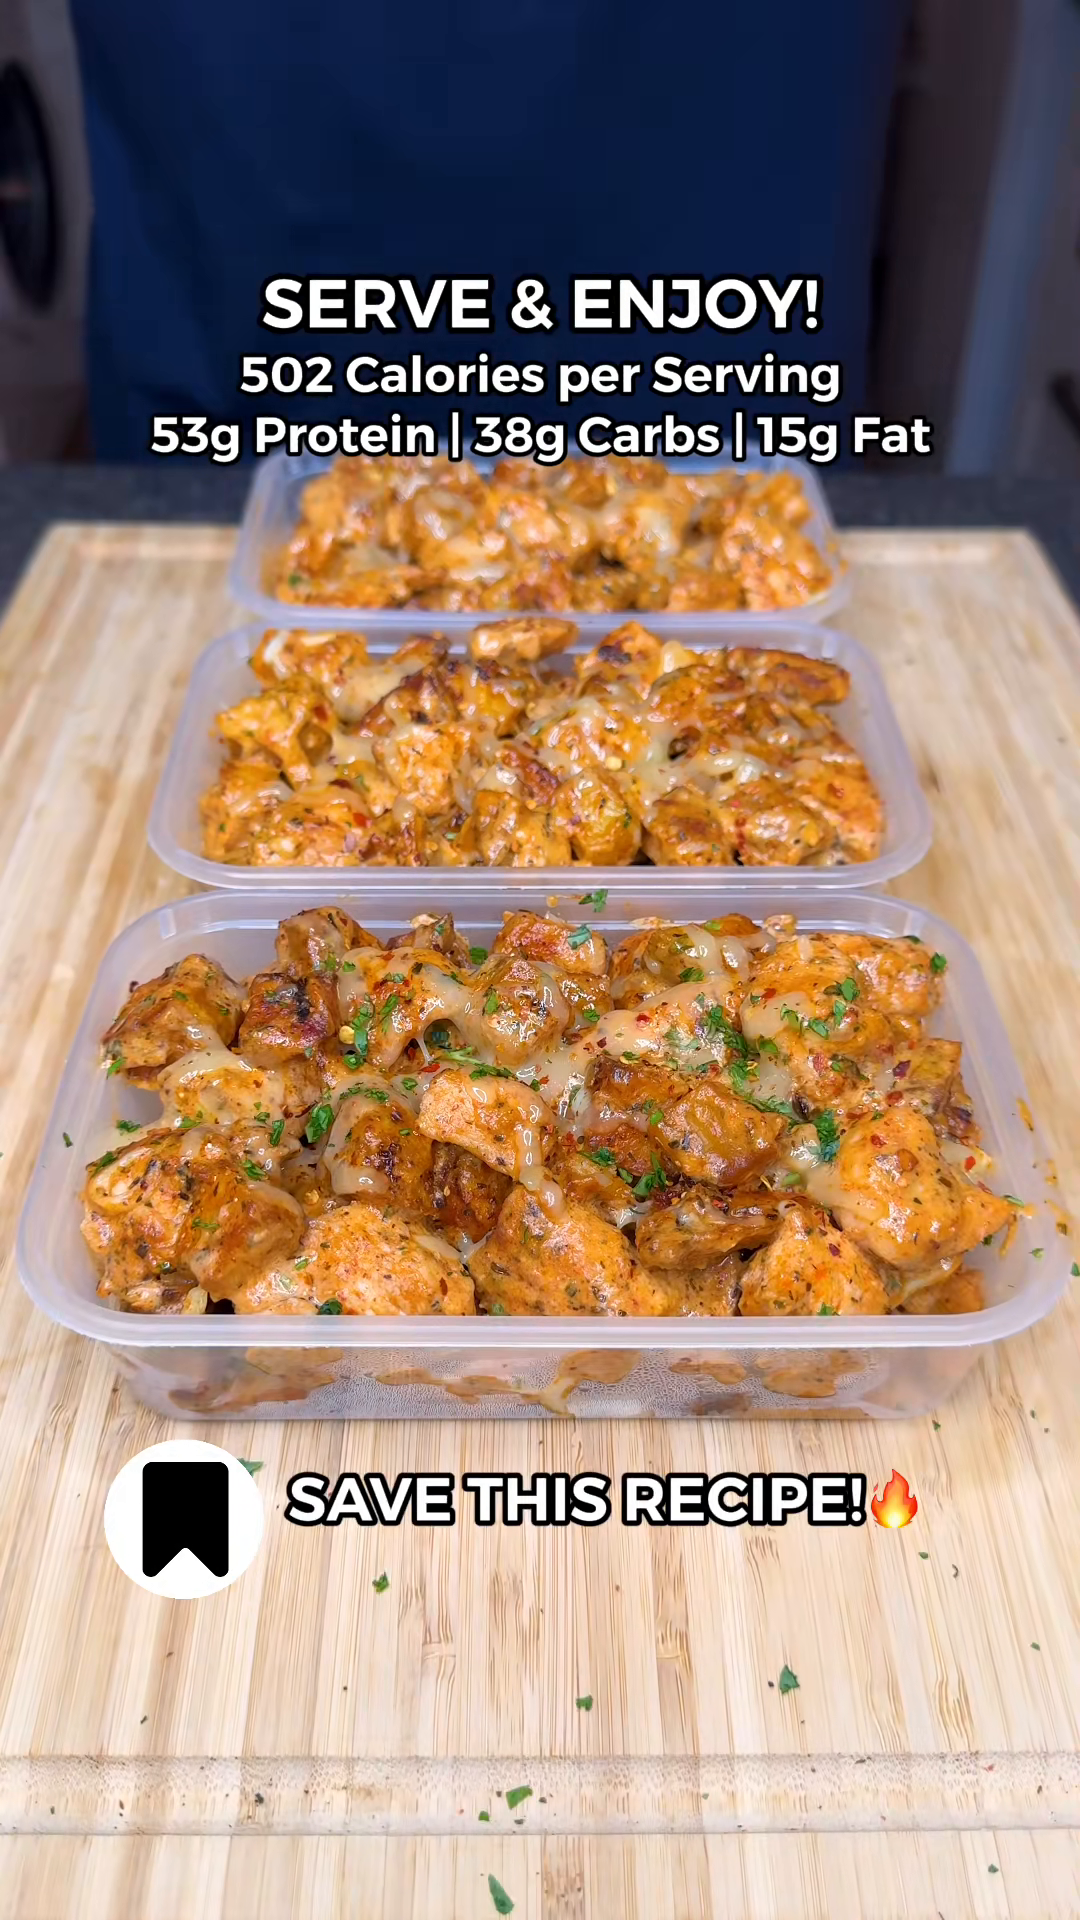 SERVE & ENJOY!
502 Calories per Serving
53g Protein | 38g Carbs | 15g Fat
SAVE THIS RECIPE!🔥